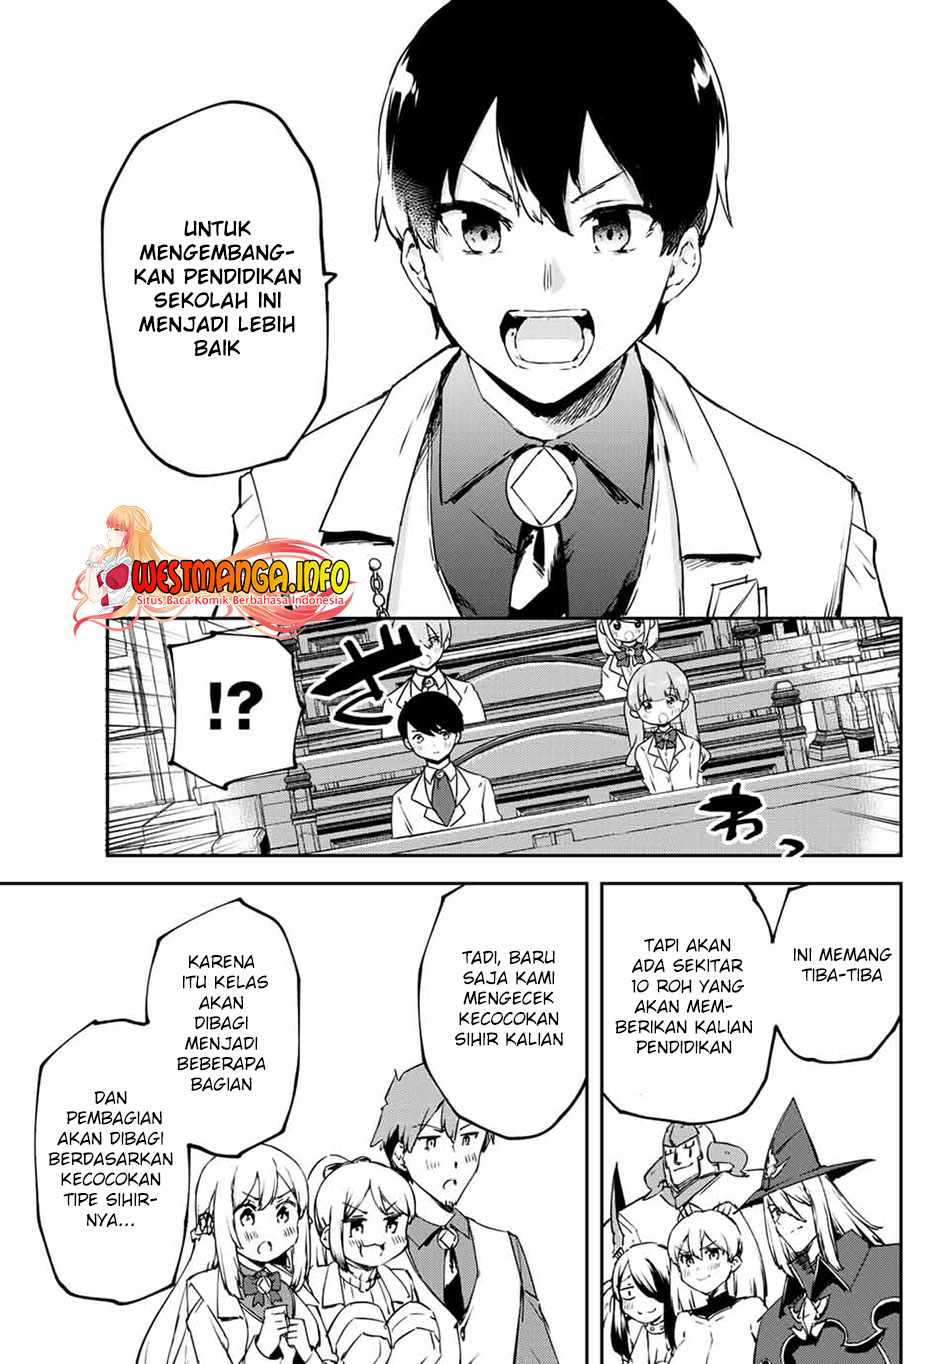 UNTUK
MENGEMBANG-
KAN PENDIDIKAN
SEKOLAH INI
MENJADI LEBIH
BAIK
WESTMANGA.INFO
Situs Baca Komik Berbahasa Indonesia
!?
ざっ
わっ
INI MEMANG
TIBA-TIBA
TAPI AKAN
ADA SEKITAR
10 ROH YANG
AKAN MEM-
BERIKAN KALIAN
PENDIDIKAN
TADI, BARU
SAJA KAMI
MENGECEK
KECOCOKAN
SIHIR KALIAN
KARENA
ITU KELAS
AKAN
DIBAGI
MENJADI
BEBERAPA
BAGIAN
DAN
PEMBAGIAN
AKAN DIBAGI
BERDASARKAN
KECOCOKAN
TIPE SIHIR-
NYA...